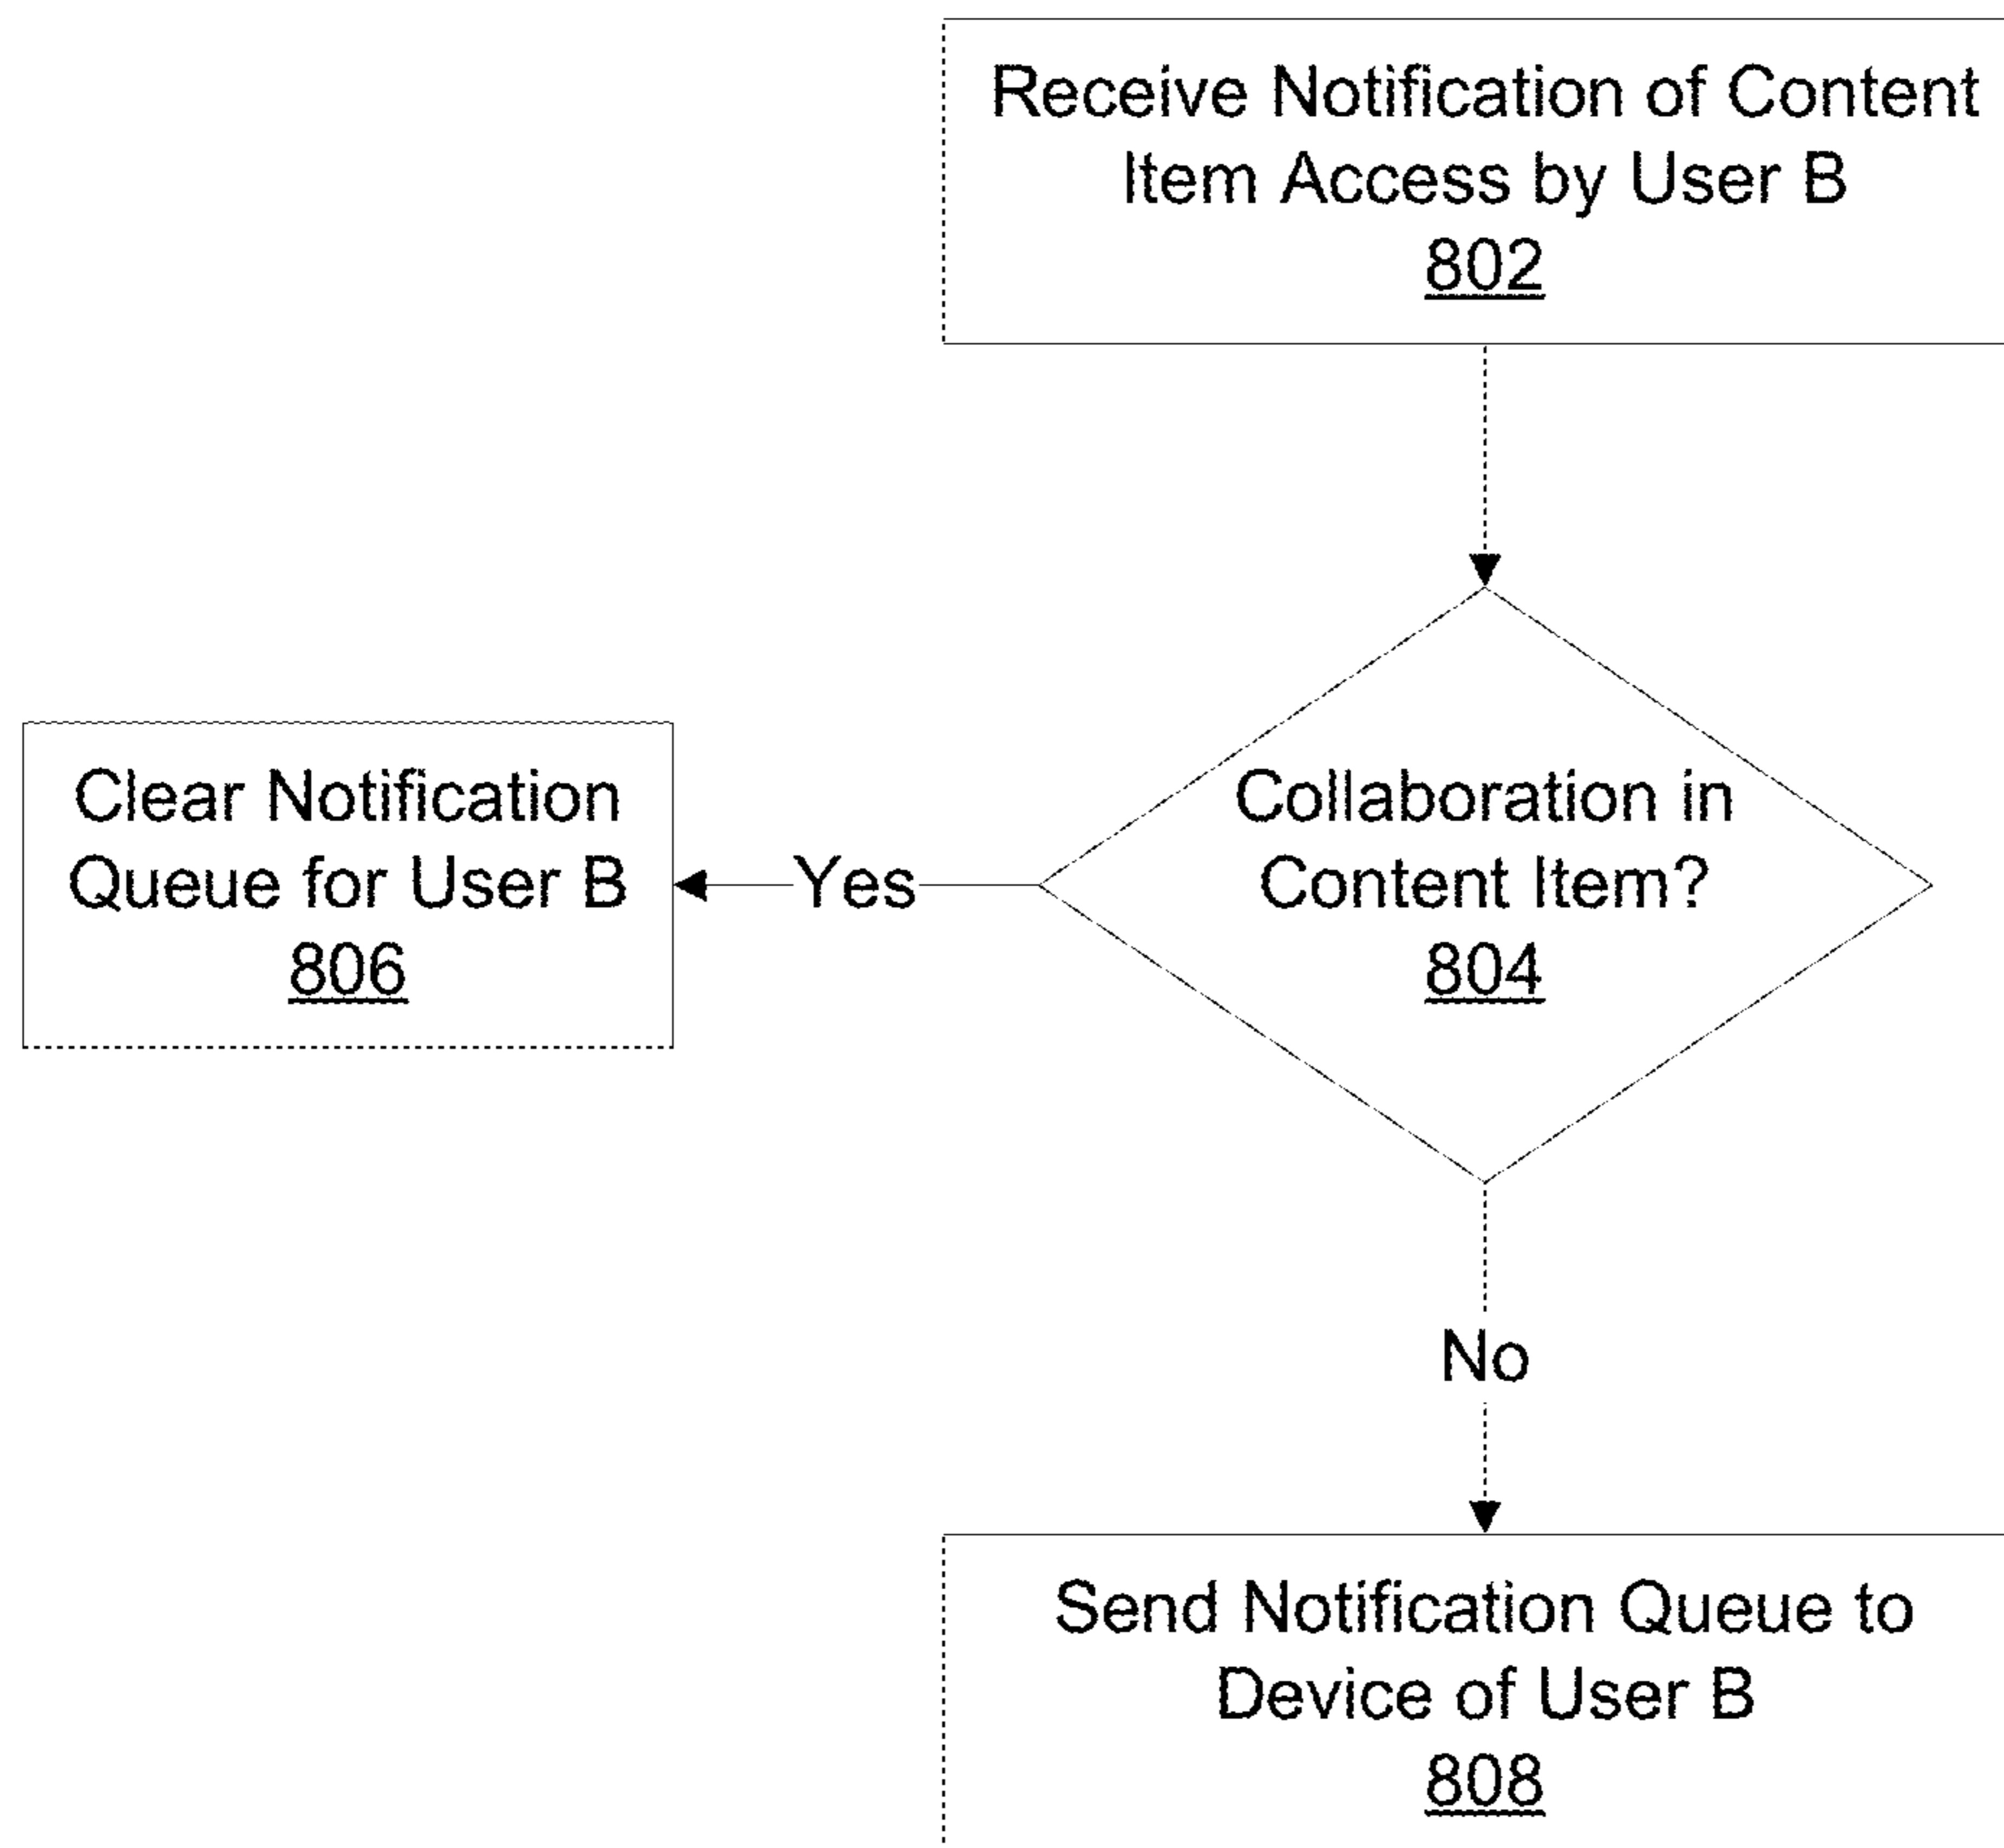 Receive Notification of Content
Item Access by User B
802
Collaboration in
Content Item?
804
Yes
Clear Notification
Queue for User B
806
No
Send Notification Queue to
Device of User B
808